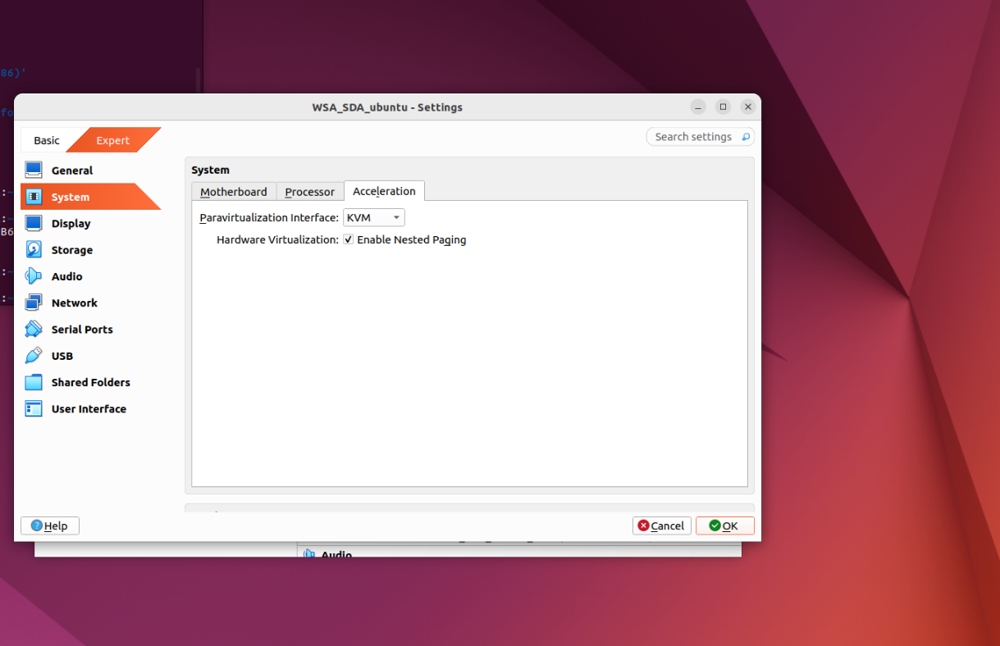 86)'
fo
WSA_SDA_ubuntu - Settings
Basic
Expert
Search settings
General
System
Display
Storage
Audio
Network
Serial Ports
USB
Shared Folders
User Interface
System
Motherboard
Processor
Acceleration
Paravirtualization Interface: KVM
Hardware Virtualization: Enable Nested Paging
:~
:~
B6
:~
:~
Help
Cancel
OK
Audio